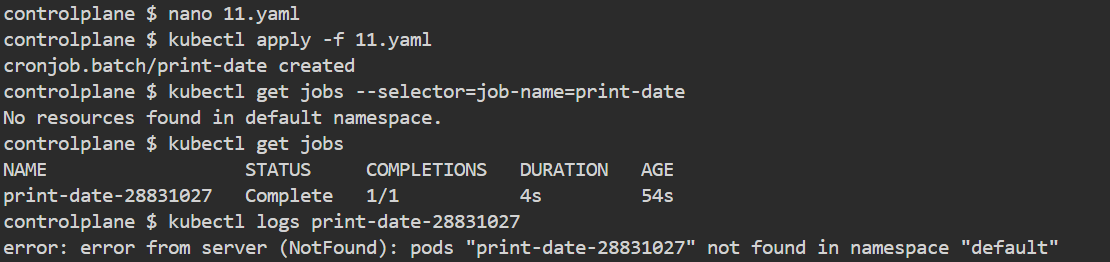 controlplane $ nano 11.yaml
controlplane $ kubectl apply -f 11.yaml
cronjob.batch/print-date created
controlplane $ kubectl get jobs --selector=job-name=print-date
No resources found in default namespace.
controlplane $ kubectl get jobs
NAME                  STATUS     COMPLETIONS   DURATION   AGE
print-date-28831027   Complete   1/1           4s         54s
controlplane $ kubectl logs print-date-28831027
error: error from server (NotFound): pods "print-date-28831027" not found in namespace "default"